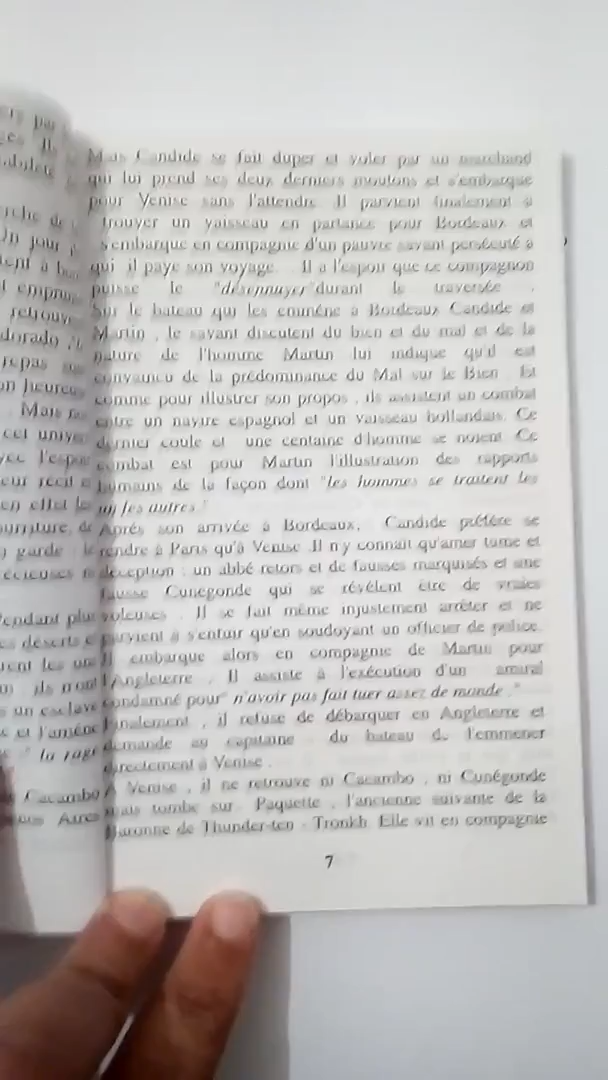 Mais Candide se fait duper et voler par un marchand
qui lui prend ses deux derniers moutons et s'embarque
pour Venise sans l'attendre. Il parvient finalement à
trouver un vaisseau en partance pour Bordeaux et
s'embarque en compagnie d'un pauvre savant persécuté à
qui il paye son voyage. Il a l'espoir que ce compagnon
puisse le "désennuyer" durant le traversée .
Sur le bateau qui les emmène à Bordeaux Candide et
Martin , le savant discutent du bien et du mal et de la
nature de l'homme Martin lui indique qu'il est
convaincu de la prédominance du Mal sur le Bien . Et
comme pour illustrer son propos , ils assistent un combat
entre un navire espagnol et un vaisseau hollandais. Ce
dernier coule et une centaine d'homme se noient. Ce
combat est pour Martin l'illustration des rapports
humains de la façon dont "les hommes se traitent les
un les autres."
Aprés son arrivée à Bordeaux, Candide préfère se
rendre à Paris qu'à Venise .Il n'y connait qu'amer tume et
déception : un abbé retors et de fausses marquisés et une
fausse Cunégonde qui se révèlent être de vraies
voleuses . Il se fait même injustement arrêter et ne
parvient à s'enfuir qu'en soudoyant un officier de police.
Il embarque alors en compagnie de Martin pour
l'Angleterre . Il assiste à l'exécution d'un amiral
condamné pour" n'avoir pas fait tuer assez de monde ."
Finalement , il refuse de débarquer en Angleterre et
demande au capitaine du bateau de l'emmener
directement à Venise .
A Venise , il ne retrouve ni Cacambo , ni Cunégonde
mais tombe sur Paquette , l'ancienne suivante de la
Baronne de Thunder-ten - Tronkh. Elle vit en compagnie
7